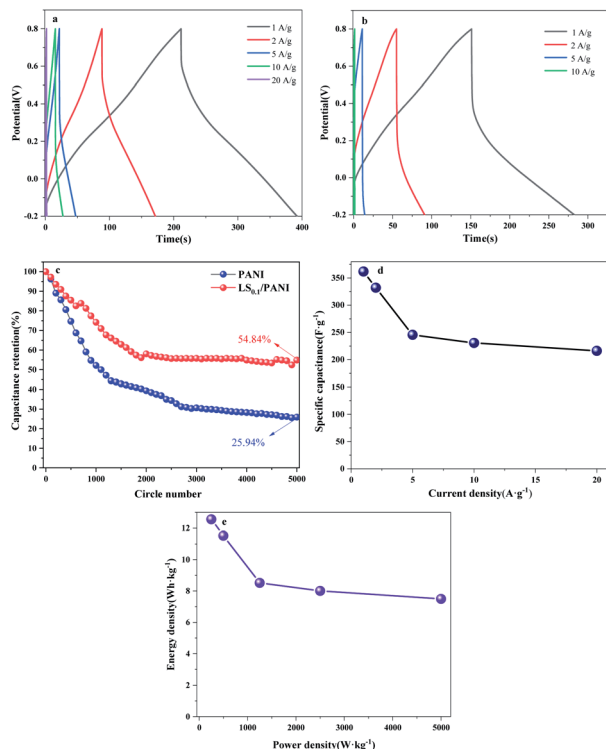 a
1 A/g
2 A/g
5 A/g
10 A/g
20 A/g
0.8
0.6
0.4
0.2
0.0
-0.2
Potential(V)
0 100 200 300 400
Time(s)
b
1 A/g
2 A/g
5 A/g
10 A/g
0.8
0.6
0.4
0.2
0.0
-0.2
Potential(V)
0 50 100 150 200 250 300
Time(s)
c
PANI
LS0.1/PANI
100
90
80
70
60
50
40
30
20
10
0
Capacitance retention(%)
54.84%
25.94%
0 1000 2000 3000 4000 5000
Circle number
d
400
350
300
250
200
150
100
50
0
Specific capacitance(F·g-1)
0 5 10 15 20
Current density(A·g-1)
e
12
10
8
6
4
2
0
Energy density(Wh·kg-1)
0 1000 2000 3000 4000 5000
Power density(W·kg-1)